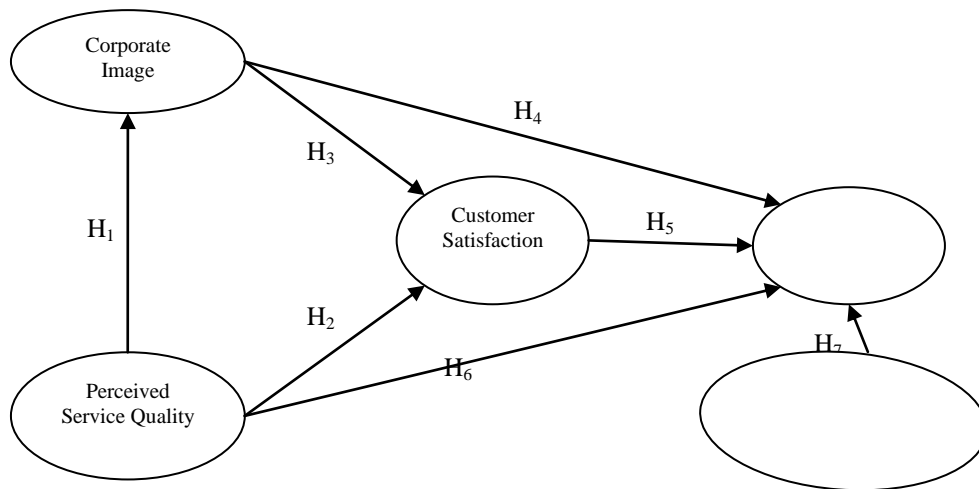 Corporate
Image
H4
H3
Customer
Satisfaction
H5
H1
H2
H7
H6
Perceived
Service Quality